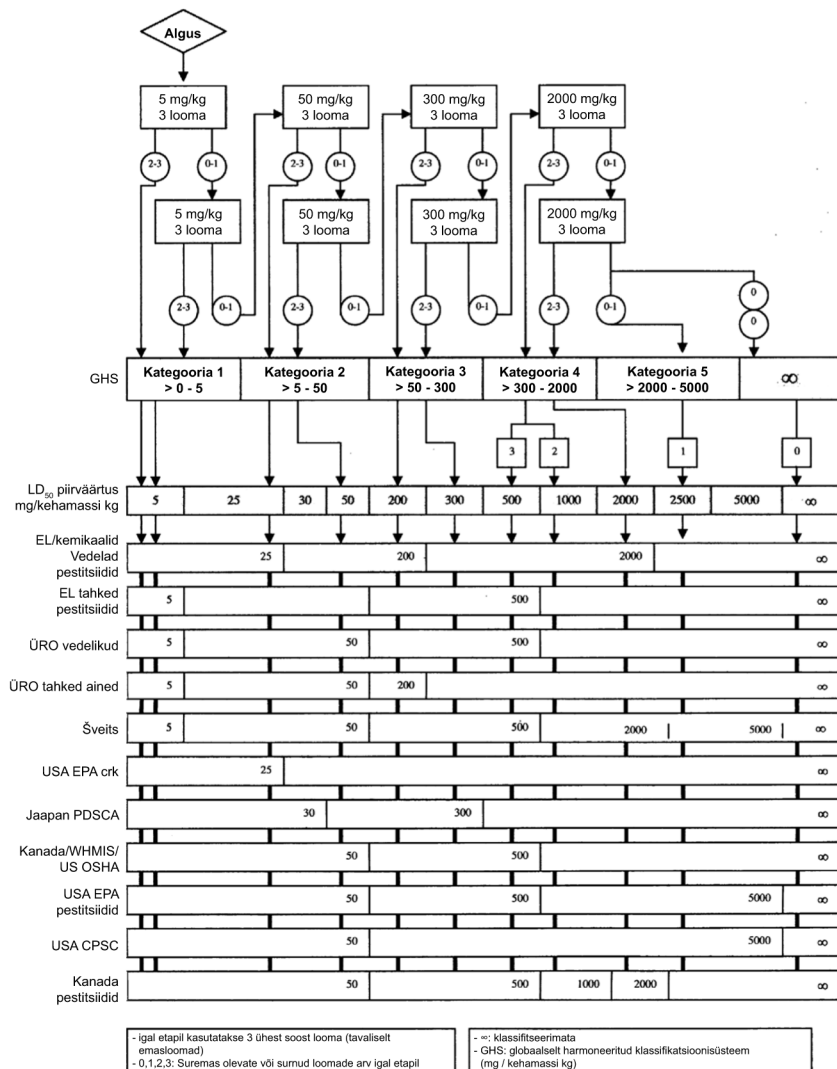 Algus
5 mg/kg
3 looma
50 mg/kg
3 looma
300 mg/kg
3 looma
2000 mg/kg
3 looma
2-3
0-1
2-3
0-1
2-3
0-1
2-3
0-1
5 mg/kg
3 looma
50 mg/kg
3 looma
300 mg/kg
3 looma
2000 mg/kg
3 looma
2-3
0-1
2-3
0-1
2-3
0-1
2-3
0-1
0
0
GHS
Kategooria 1
> 0 - 5
Kategooria 2
> 5 - 50
Kategooria 3
> 50 - 300
Kategooria 4
> 300 - 2000
Kategooria 5
> 2000 - 5000
∞
3
2
1
0
LD50 piirväärtus
mg/kehamassi kg
5 25 30 50 200 300 500 1000 2000 2500 5000 ∞
EL/kemikaalid
Vedelad
pestitsiidid
25 200 2000 ∞
EL tahked
pestitsiidid
5 500 ∞
ÜRO vedelikud
5 50 500 ∞
ÜRO tahked ained
5 50 200 ∞
Šveits
5 50 500 2000 5000 ∞
USA EPA crk
25 ∞
Jaapan PDSCA
30 300 ∞
Kanada/WHMIS/
US OSHA
50 500 ∞
USA EPA
pestitsiidid
50 500 5000 ∞
USA CPSC
50 5000 ∞
Kanada
pestitsiidid
50 500 1000 2000 ∞
- igal etapil kasutatakse 3 ühest soost looma (tavaliselt
emasloomad)
- 0,1,2,3: Suremas olevate või surnud loomade arv igal etapil
- ∞: klassifitseerimata
- GHS: globaalselt harmoneeritud klassifikatsioonisüsteem
(mg / kehamassi kg)